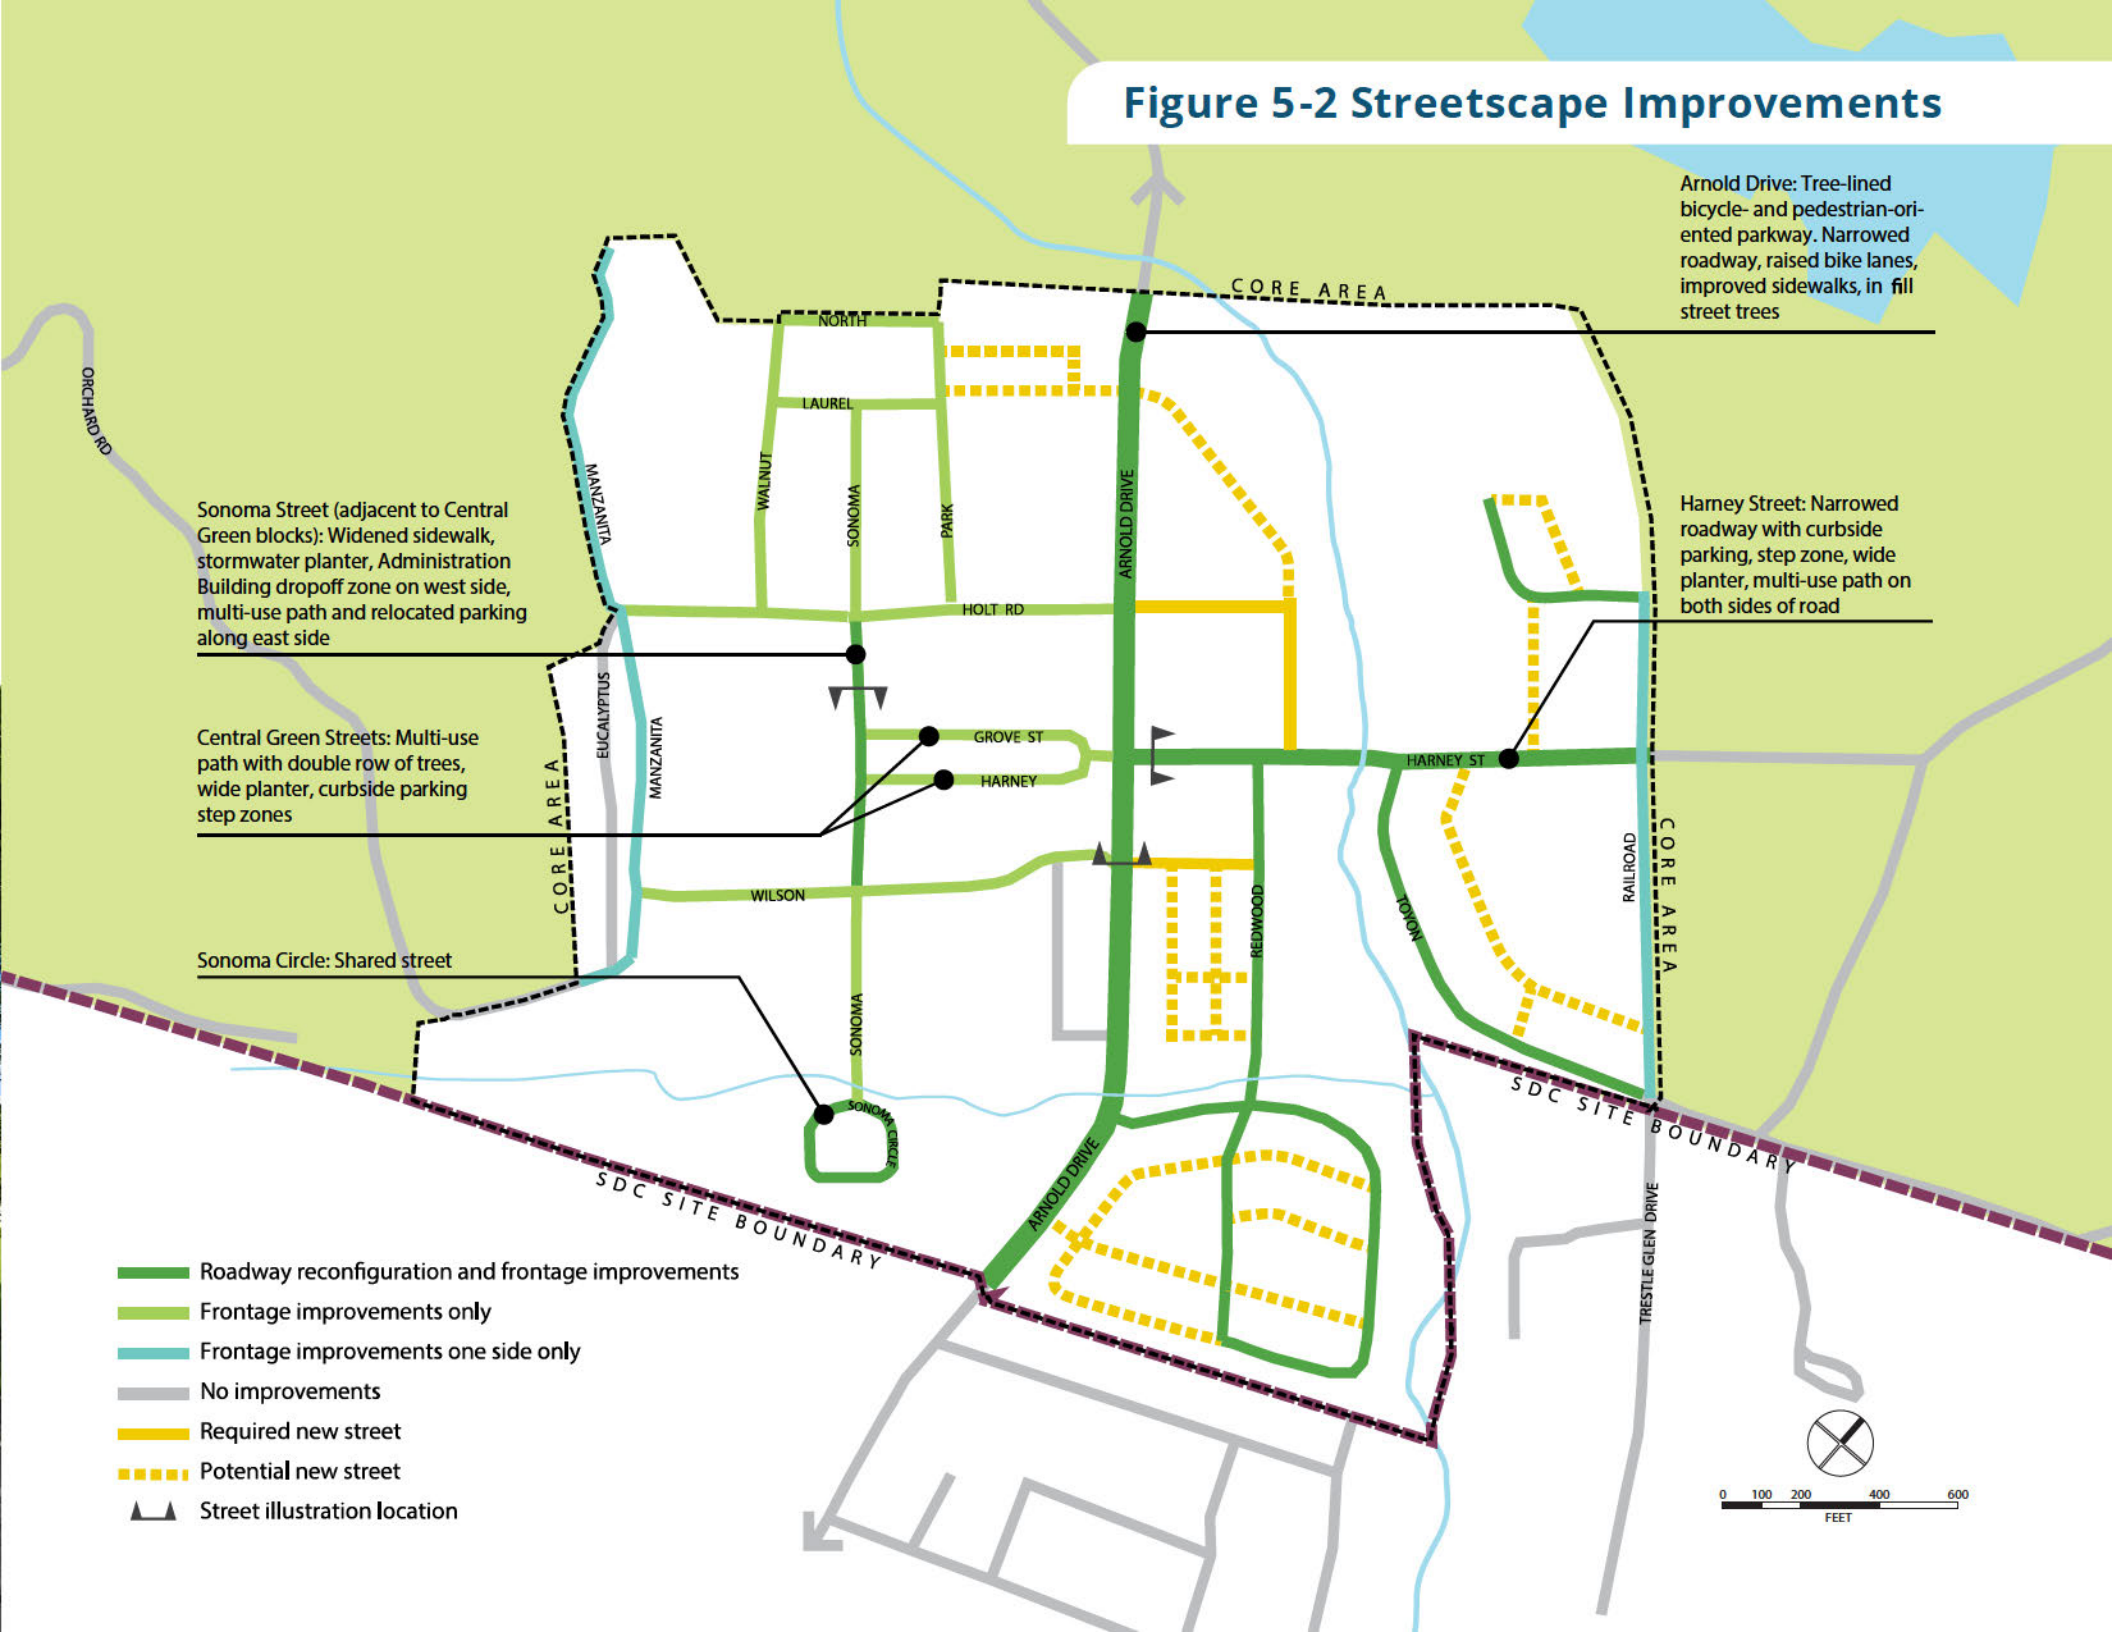 Figure 5-2 Streetscape Improvements
Arnold Drive: Tree-lined
bicycle- and pedestrian-ori-
ented parkway. Narrowed
roadway, raised bike lanes,
improved sidewalks, in fill
street trees
CORE AREA
NORTH
LAUREL
ORCHARD RD
MANZANITA
WALNUT
SONOMA
PARK
ARNOLD DRIVE
Sonoma Street (adjacent to Central
Green blocks): Widened sidewalk,
stormwater planter, Administration
Building dropoff zone on west side,
multi-use path and relocated parking
along east side
Harney Street: Narrowed
roadway with curbside
parking, step zone, wide
planter, multi-use path on
both sides of road
HOLT RD
EUCALYPTUS
MANZANITA
Central Green Streets: Multi-use
path with double row of trees,
wide planter, curbside parking
step zones
GROVE ST
HARNEY
HARNEY ST
CORE AREA
WILSON
REDWOOD
TOYON
RAILROAD
CORE AREA
Sonoma Circle: Shared street
SONOMA
SONOMA CIRCLE
ARNOLD DRIVE
SDC SITE BOUNDARY
SDC SITE BOUNDARY
TRESTLE GLEN DRIVE
Roadway reconfiguration and frontage improvements
Frontage improvements only
Frontage improvements one side only
No improvements
Required new street
Potential new street
Street illustration location
0 100 200 400 600
FEET